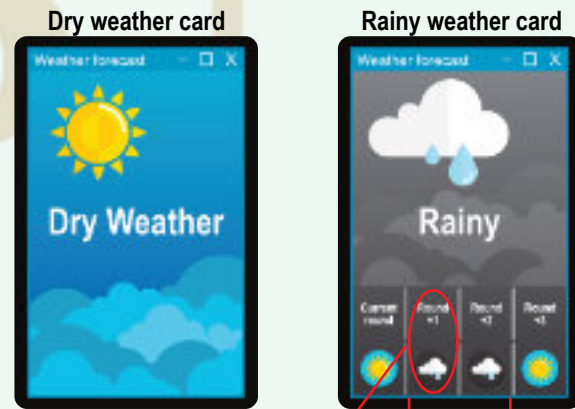 Dry weather card
Rainy weather card
Weather forecast
Weather forecast
Dry Weather
Rainy
Current round
Round +1
Round +2
Round +3